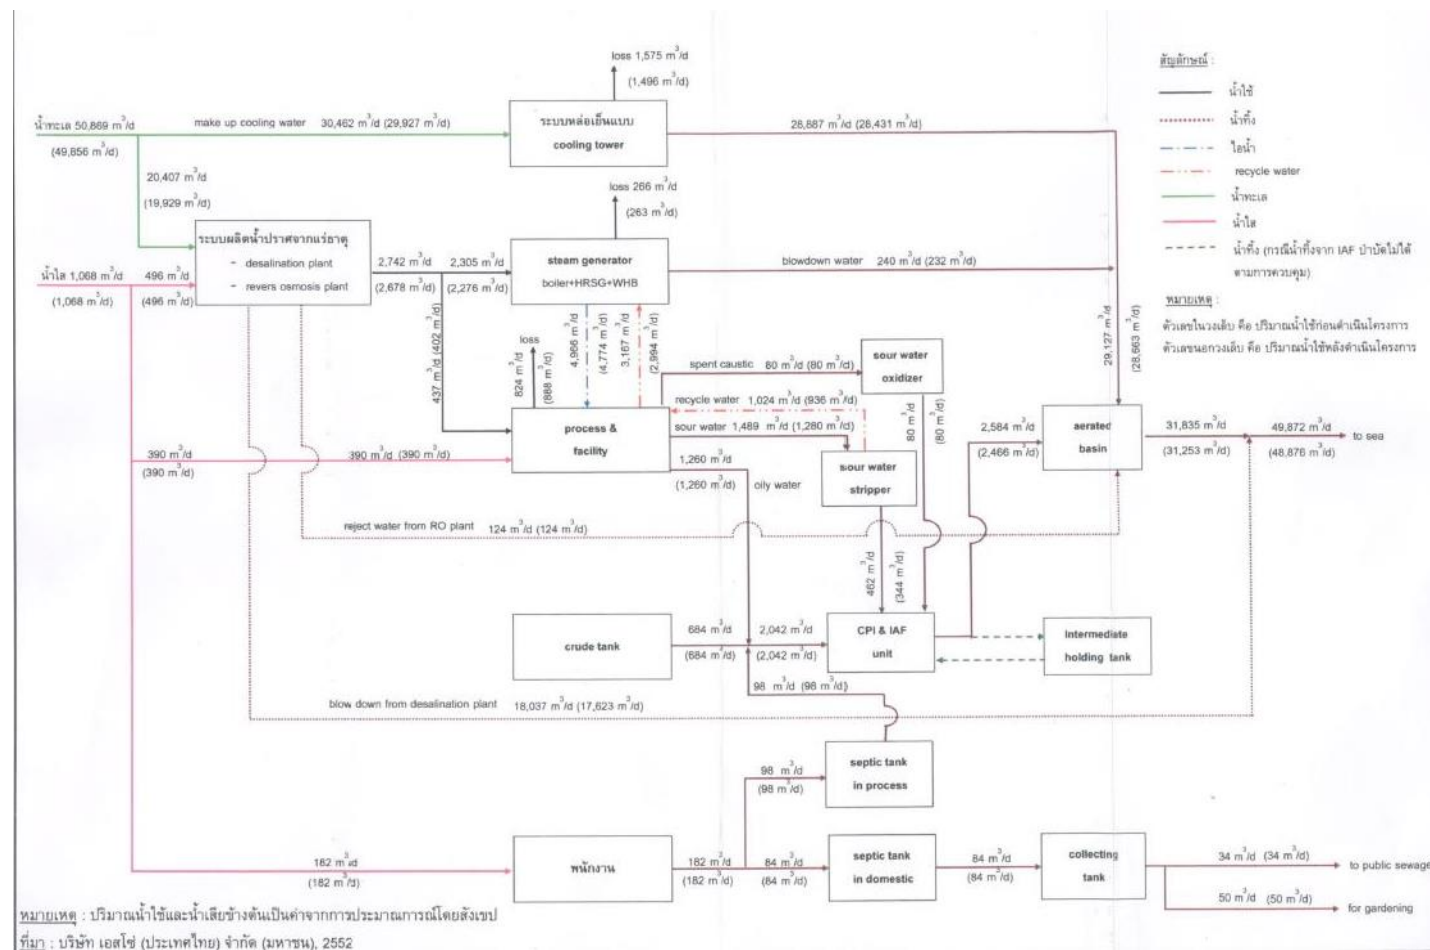 loss 1,575 m³/d
(1,496 m³/d)
น้ำทะเล 50,869 m³/d
(49,856 m³/d)
make up cooling water 30,462 m³/d (29,927 m³/d)
ระบบหล่อเย็นแบบ
cooling tower
28,887 m³/d (28,431 m³/d)
20,407 m³/d
(19,929 m³/d)
loss 266 m³/d
(263 m³/d)
ระบบผลิตน้ำปราศจากแร่ธาตุ
- desalination plant
- revers osmosis plant
น้ำใส 1,068 m³/d
(1,068 m³/d)
496 m³/d
(496 m³/d)
2,742 m³/d
(2,678 m³/d)
2,305 m³/d
(2,276 m³/d)
steam generator
boiler+HRSG+WHB
blowdown water 240 m³/d (232 m³/d)
437 m³/d (402 m³/d)
loss
824 m³/d
(888 m³/d)
4,966 m³/d
(4,774 m³/d)
3,167 m³/d
(2,994 m³/d)
29,127 m³/d
(28,663 m³/d)
spent caustic 80 m³/d (80 m³/d)
sour water
oxidizer
recycle water 1,024 m³/d (936 m³/d)
process &
facility
sour water 1,489 m³/d (1,280 m³/d)
80 m³/d
(80 m³/d)
390 m³/d
(390 m³/d)
390 m³/d (390 m³/d)
1,260 m³/d
(1,260 m³/d) oily water
sour water
stripper
2,584 m³/d
(2,466 m³/d)
aerated
basin
31,835 m³/d
(31,253 m³/d)
49,872 m³/d
(48,876 m³/d)
to sea
reject water from RO plant 124 m³/d (124 m³/d)
462 m³/d
(344 m³/d)
crude tank
684 m³/d
(684 m³/d)
2,042 m³/d
(2,042 m³/d)
CPI & IAF
unit
Intermediate
holding tank
98 m³/d (98 m³/d)
blow down from desalination plant 18,037 m³/d (17,623 m³/d)
septic tank
in process
98 m³/d
(98 m³/d)
182 m³/d
(182 m³/d)
พนักงาน
182 m³/d
(182 m³/d)
84 m³/d
(84 m³/d)
septic tank
in domestic
84 m³/d
(84 m³/d)
collecting
tank
34 m³/d (34 m³/d)
to public sewage
50 m³/d (50 m³/d)
for gardening
สัญลักษณ์ :
น้ำใช้
น้ำทิ้ง
ไอน้ำ
recycle water
น้ำทะเล
น้ำใส
น้ำทิ้ง (กรณีน้ำทิ้งจาก IAF บำบัดไม่ได้
ตามการควบคุม)
หมายเหตุ :
ตัวเลขในวงเล็บ คือ ปริมาณน้ำใช้ก่อนดำเนินโครงการ
ตัวเลขนอกวงเล็บ คือ ปริมาณน้ำใช้หลังดำเนินโครงการ
หมายเหตุ : ปริมาณน้ำใช้และน้ำเสียข้างต้นเป็นค่าจากการประมาณการณ์โดยสังเขป
ที่มา : บริษัท เอสโซ่ (ประเทศไทย) จำกัด (มหาชน), 2552